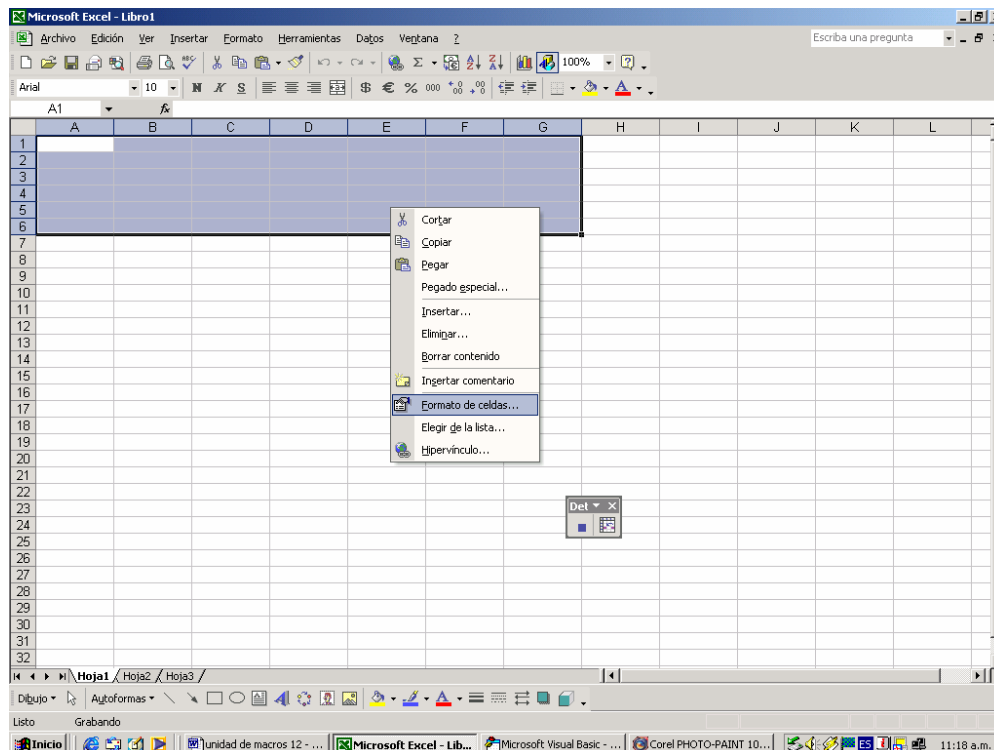 Microsoft Excel - Libro1
Archivo Edición Ver Insertar Formato Herramientas Datos Ventana ?
Escriba una pregunta
100%
Arial 10 N K S $ € % 000
A1 fx
A B C D E F G H I J K L
1
2
3
4
5
6
7
8
9
10
11
12
13
14
15
16
17
18
19
20
21
22
23
24
25
26
27
28
29
30
31
32
Cortar
Copiar
Pegar
Pegado especial...
Insertar...
Eliminar...
Borrar contenido
Insertar comentario
Formato de celdas...
Elegir de la lista...
Hipervínculo...
Det
Hoja1 Hoja2 Hoja3
Dibujo Autoformas
Listo Grabando
Inicio unidad de macros 12 - ... Microsoft Excel - Lib... Microsoft Visual Basic - ... Corel PHOTO-PAINT 10... ES 11:18 a.m.